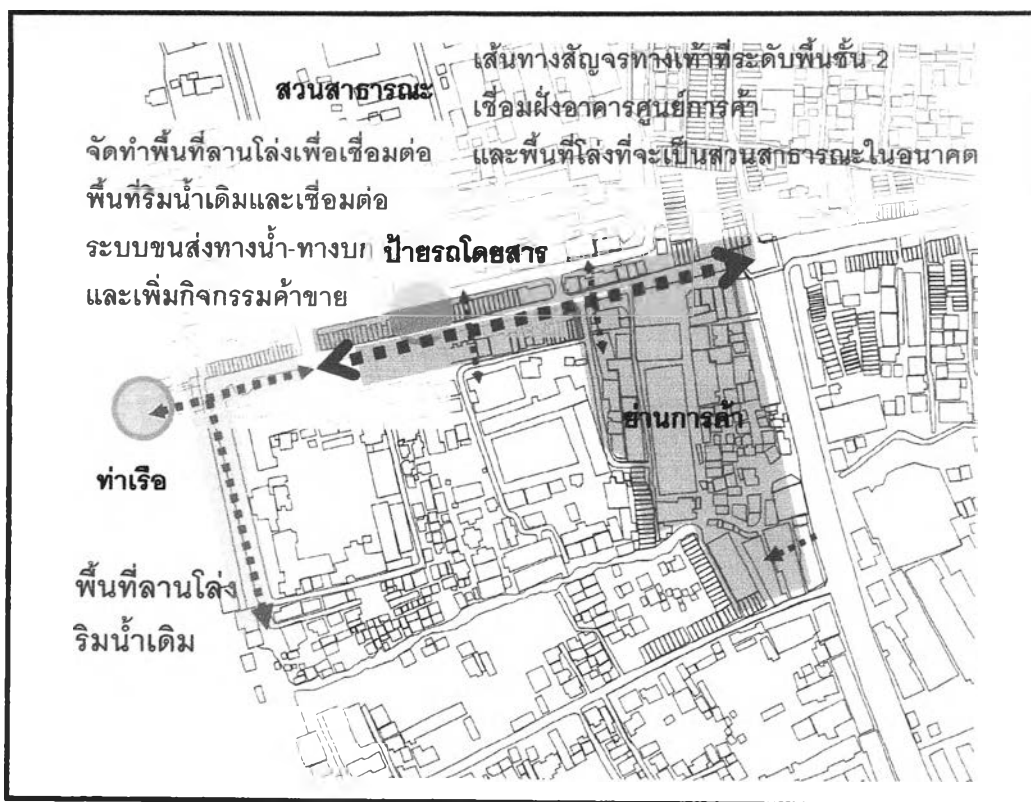 สวนสาธารณะ
จัดทำพื้นที่ลานโล่งเพื่อเชื่อมต่อ
พื้นที่ริมน้ำเดิมและเชื่อมต่อ
ระบบขนส่งทางน้ำ-ทางบก
และเพิ่มกิจกรรมค้าขาย
เส้นทางสัญจรทางเท้าที่ระดับพื้นชั้น 2
เชื่อมฝั่งอาคารศูนย์การค้า
และพื้นที่โล่งที่จะเป็นสวนสาธารณะในอนาคต
ป้ายรถโดยสาร
ย่านการค้า
ท่าเรือ
พื้นที่ลานโล่ง
ริมน้ำเดิม